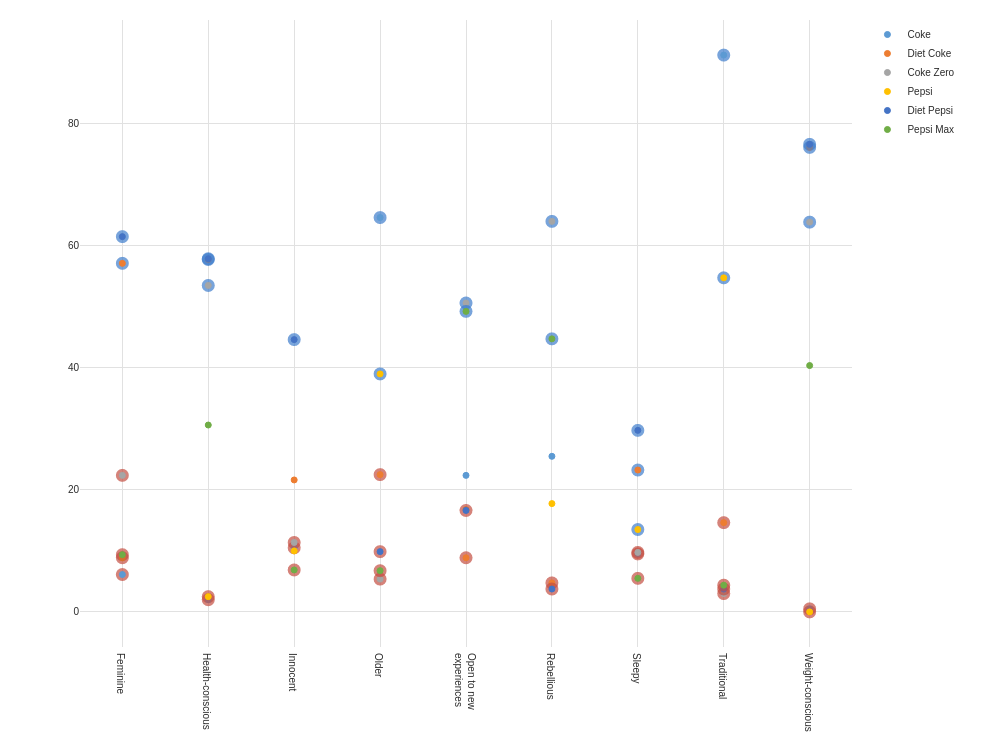 Coke
Diet Coke
Coke Zero
Pepsi
Diet Pepsi
Pepsi Max
80
60
40
20
0
Feminine
Health-conscious
Innocent
Older
Open to new
experiences
Rebellious
Sleepy
Traditional
Weight-conscious